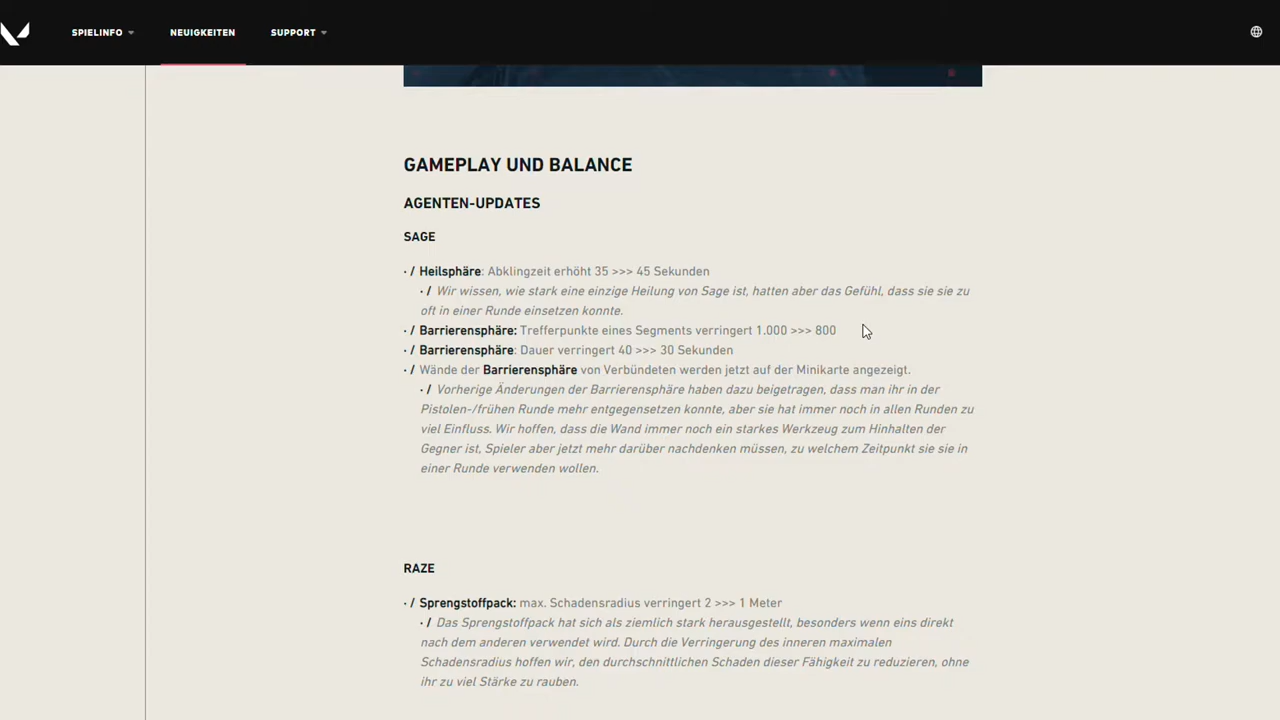 SPIELINFO NEUIGKEITEN SUPPORT
GAMEPLAY UND BALANCE
AGENTEN-UPDATES
SAGE
· / Heilsphäre: Abklingzeit erhöht 35 >>> 45 Sekunden
· / Wir wissen, wie stark eine einzige Heilung von Sage ist, hatten aber das Gefühl, dass sie sie zu
oft in einer Runde einsetzen konnte.
· / Barrierensphäre: Trefferpunkte eines Segments verringert 1.000 >>> 800
· / Barrierensphäre: Dauer verringert 40 >>> 30 Sekunden
· / Wände der Barrierensphäre von Verbündeten werden jetzt auf der Minikarte angezeigt.
· / Vorherige Änderungen der Barrierensphäre haben dazu beigetragen, dass man ihr in der
Pistolen-/frühen Runde mehr entgegensetzen konnte, aber sie hat immer noch in allen Runden zu
viel Einfluss. Wir hoffen, dass die Wand immer noch ein starkes Werkzeug zum Hinhalten der
Gegner ist, Spieler aber jetzt mehr darüber nachdenken müssen, zu welchem Zeitpunkt sie sie in
einer Runde verwenden wollen.
RAZE
· / Sprengstoffpack: max. Schadensradius verringert 2 >>> 1 Meter
· / Das Sprengstoffpack hat sich als ziemlich stark herausgestellt, besonders wenn eins direkt
nach dem anderen verwendet wird. Durch die Verringerung des inneren maximalen
Schadensradius hoffen wir, den durchschnittlichen Schaden dieser Fähigkeit zu reduzieren, ohne
ihr zu viel Stärke zu rauben.